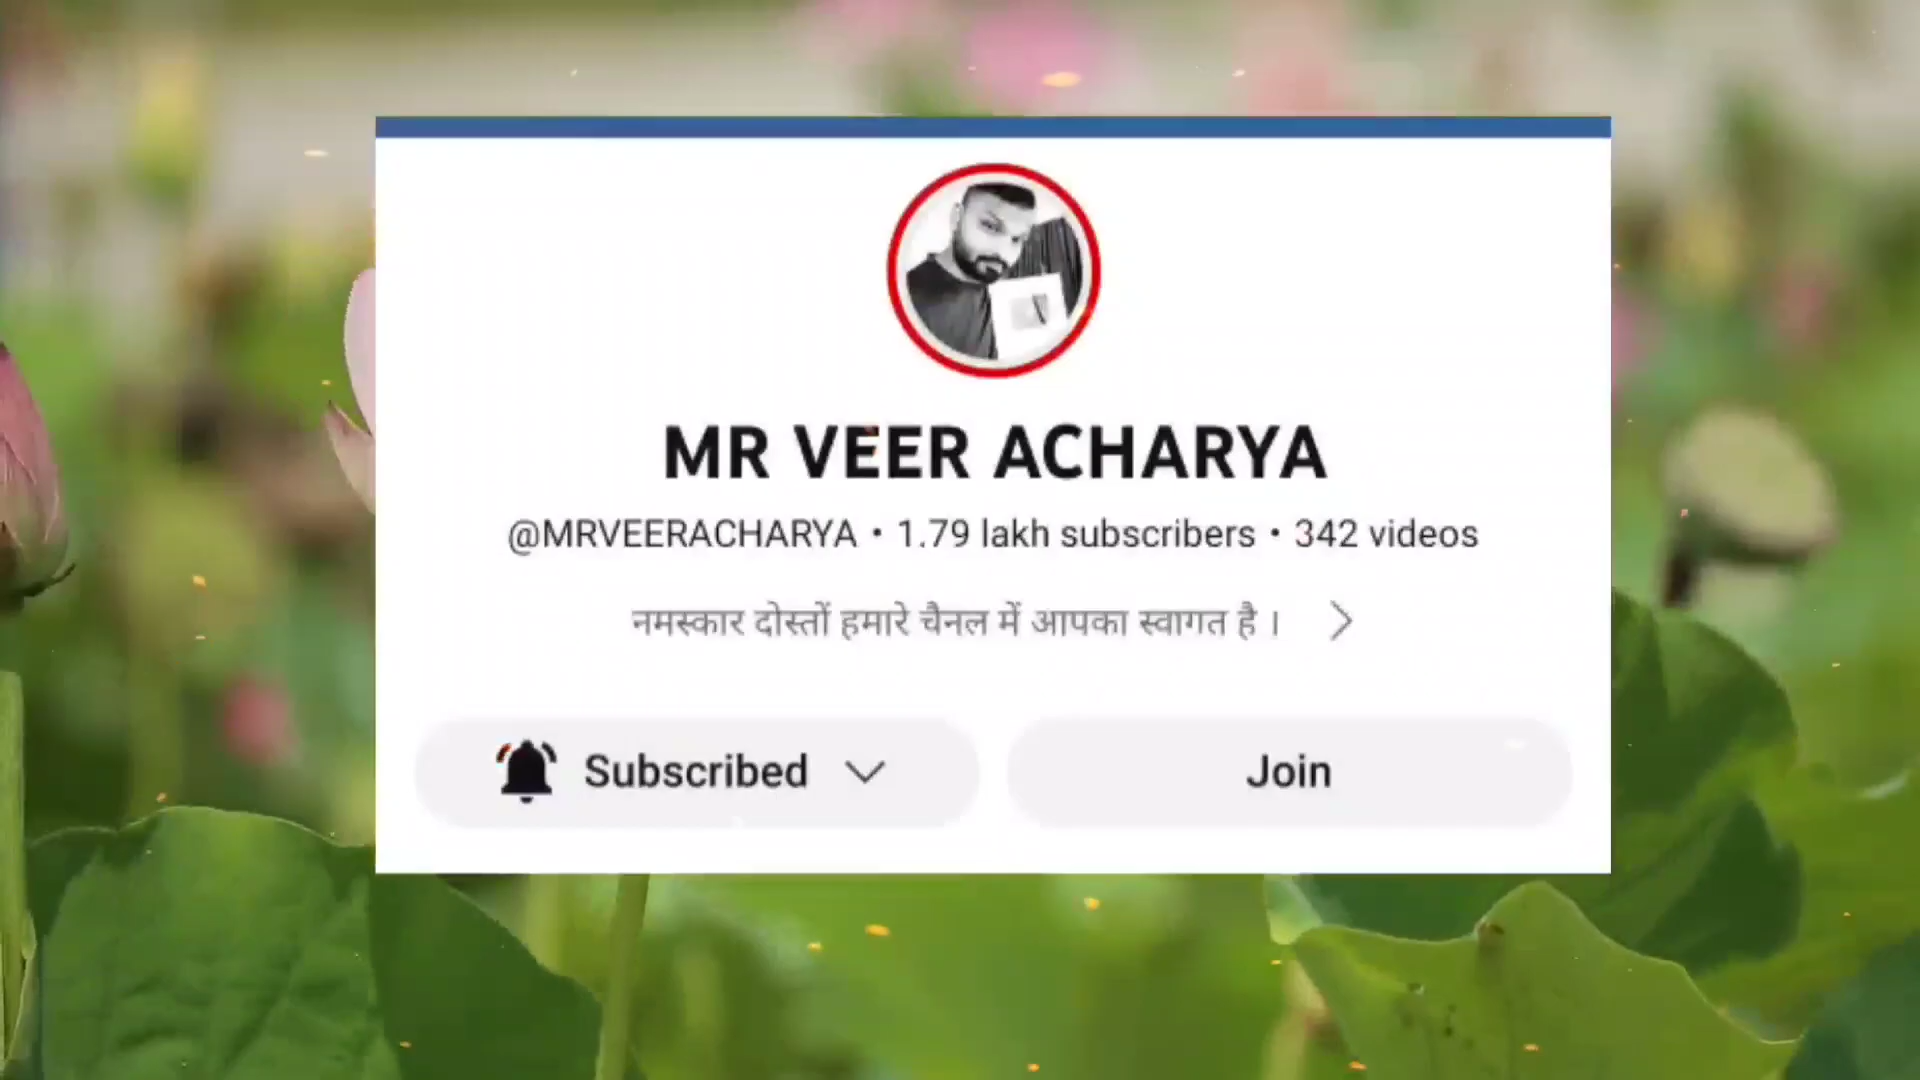 MR VEER ACHARYA
@MRVEERACHARYA • 1.79 lakh subscribers • 342 videos
नमस्कार दोस्तों हमारे चैनल में आपका स्वागत है ।
Subscribed
Join